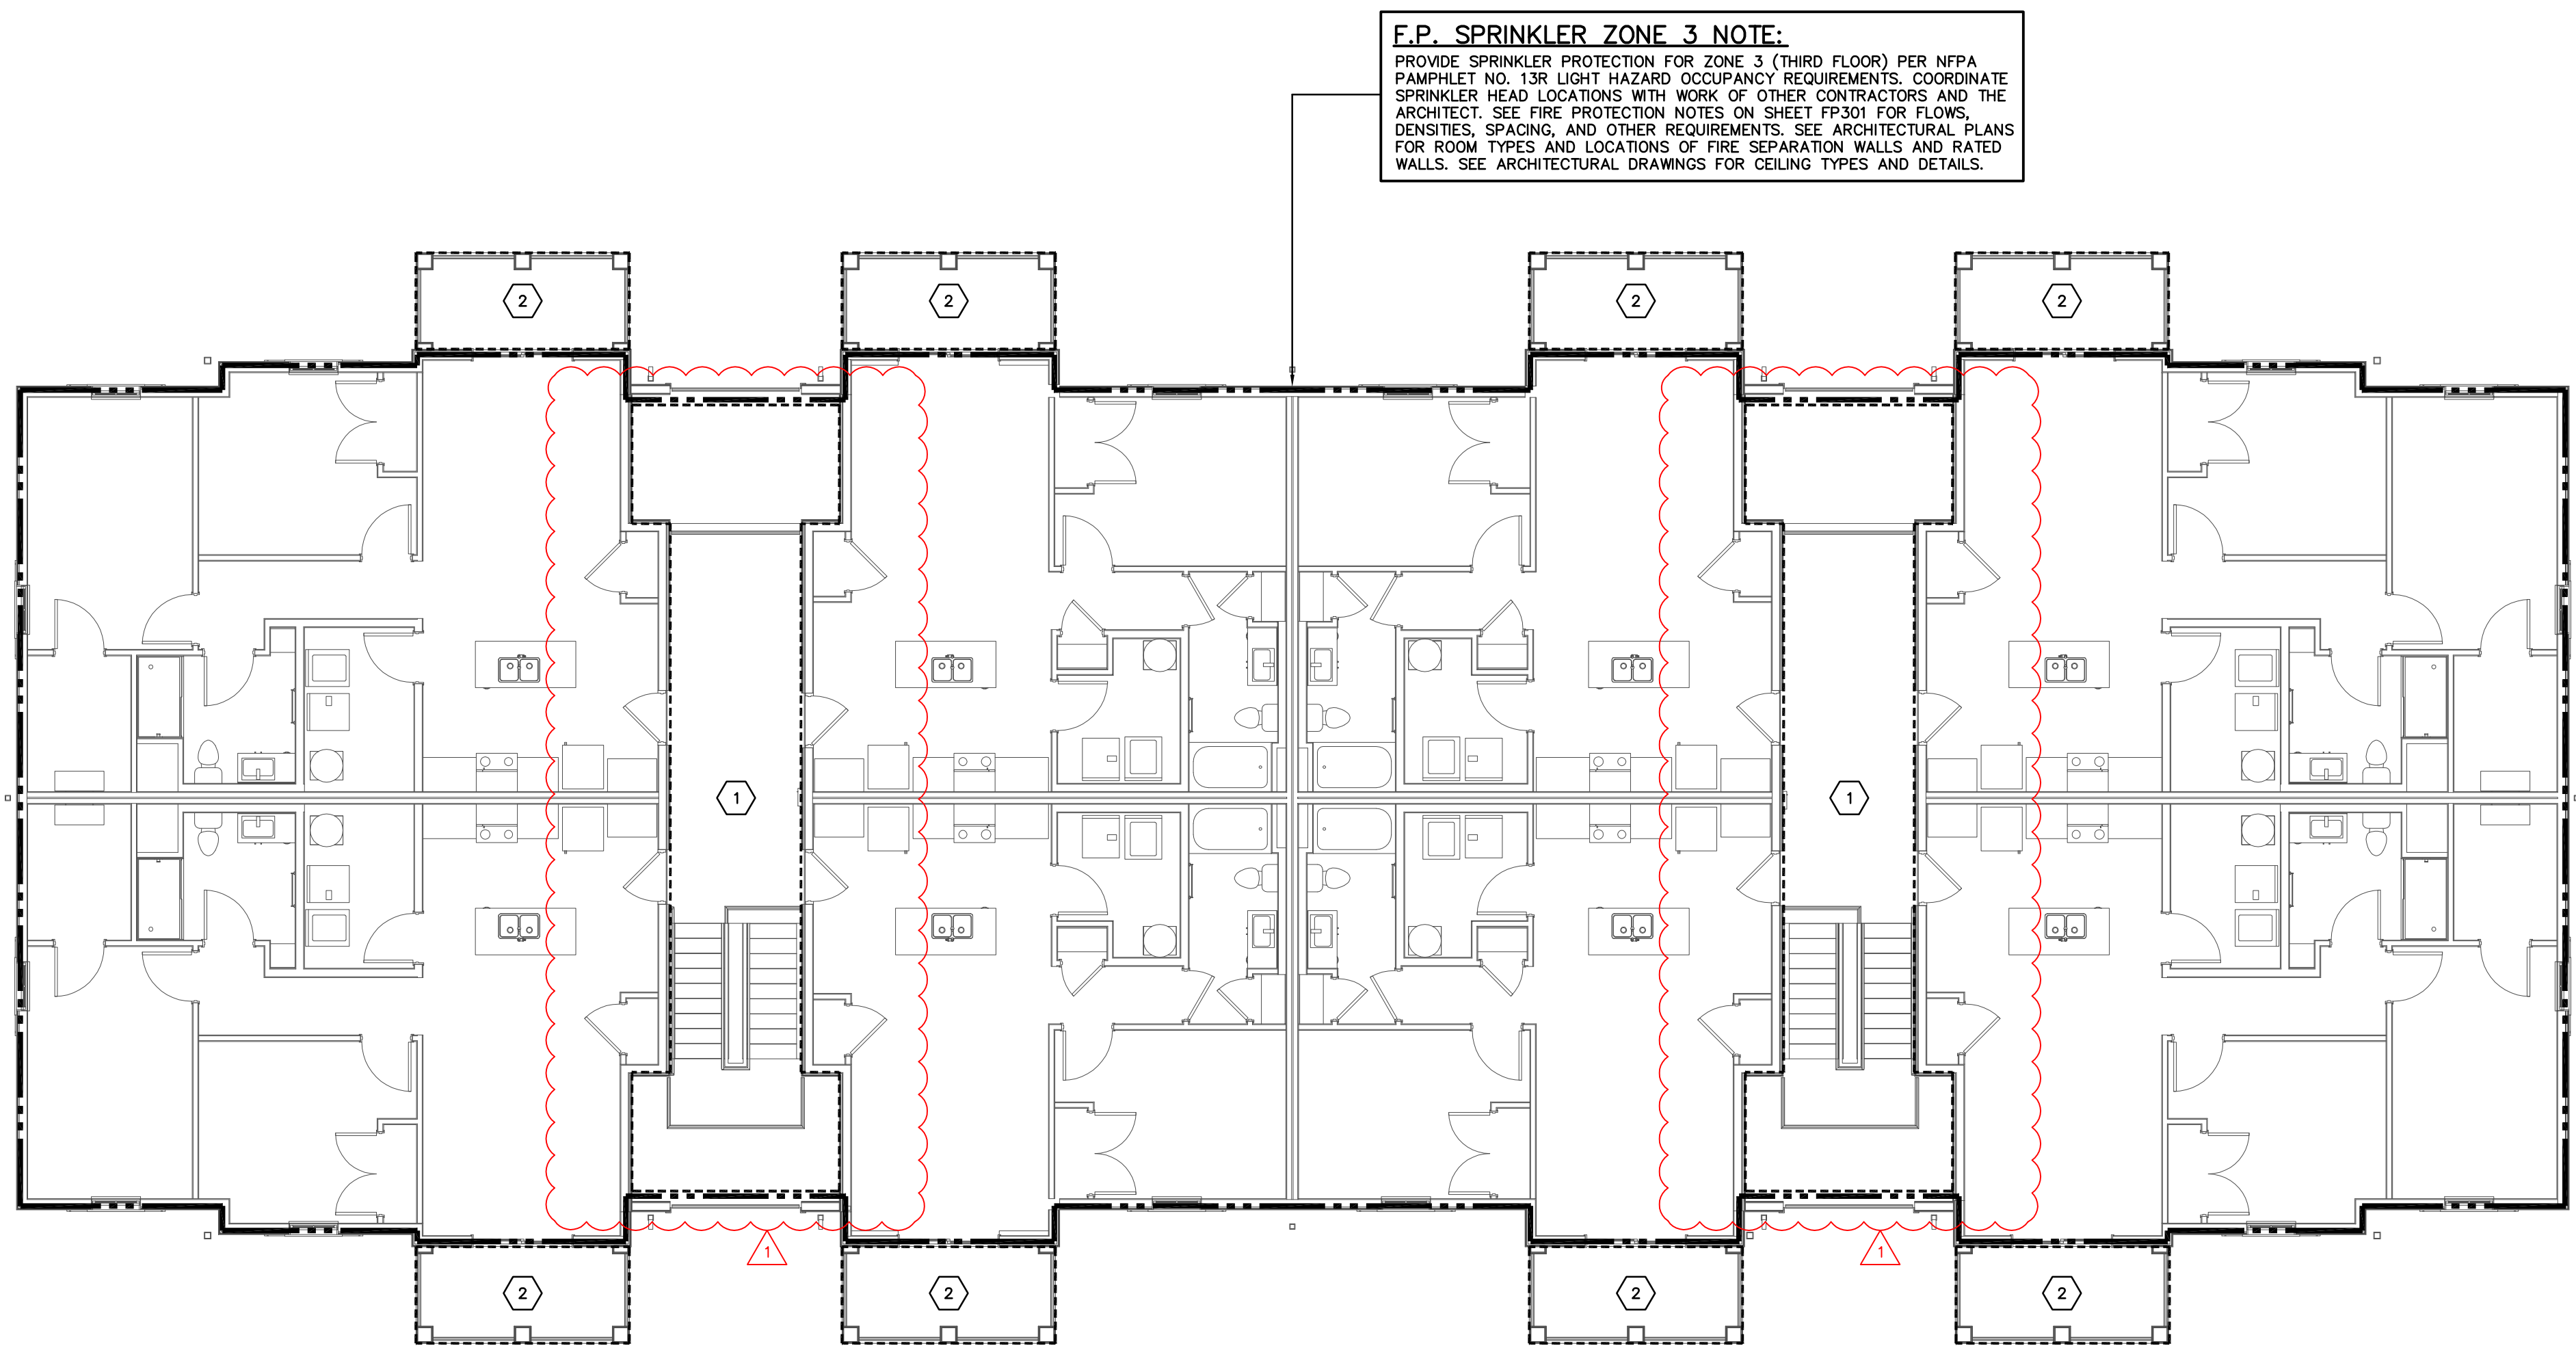 F.P. SPRINKLER ZONE 3 NOTE:
PROVIDE SPRINKLER PROTECTION FOR ZONE 3 (THIRD FLOOR) PER NFPA
PAMPHLET NO. 13R LIGHT HAZARD OCCUPANCY REQUIREMENTS. COORDINATE
SPRINKLER HEAD LOCATIONS WITH WORK OF OTHER CONTRACTORS AND THE
ARCHITECT. SEE FIRE PROTECTION NOTES ON SHEET FP301 FOR FLOWS,
DENSITIES, SPACING, AND OTHER REQUIREMENTS. SEE ARCHITECTURAL PLANS
FOR ROOM TYPES AND LOCATIONS OF FIRE SEPARATION WALLS AND RATED
WALLS. SEE ARCHITECTURAL DRAWINGS FOR CEILING TYPES AND DETAILS.
2
2
2
2
1
1
1
1
2
2
2
2